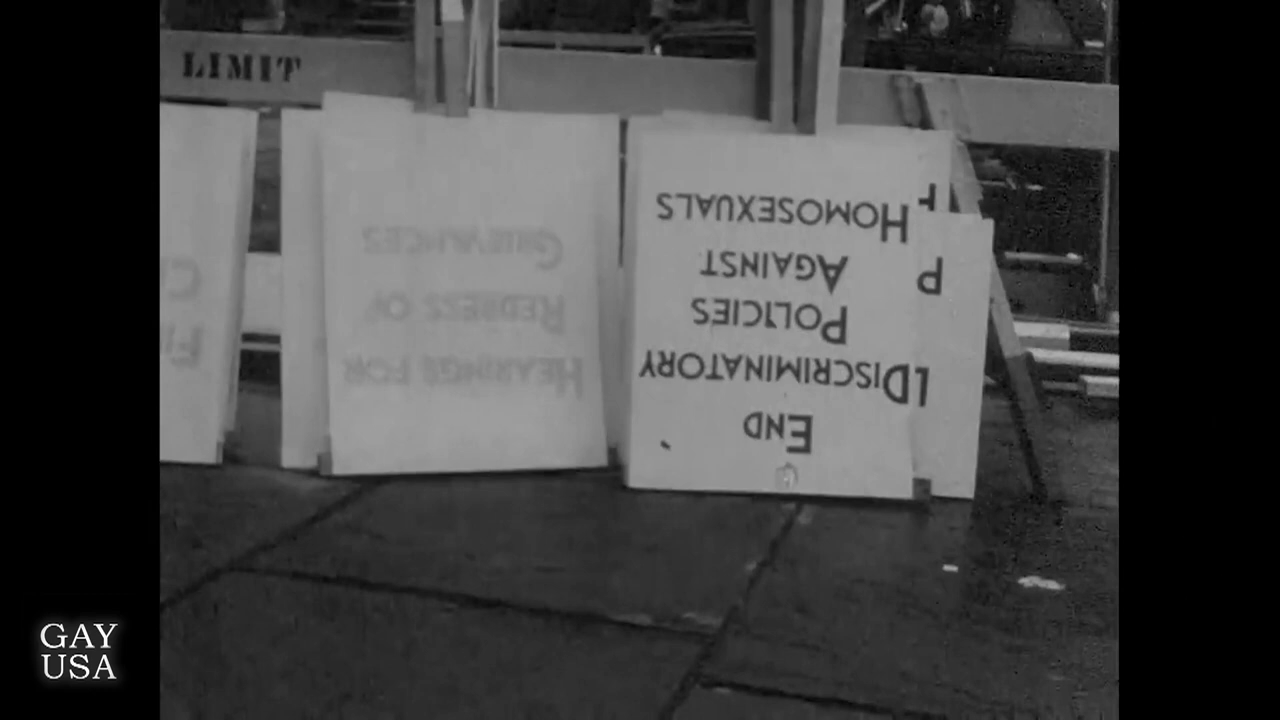 LIMIT
HEARINGS FOR
REDRESS OF
GRIEVANCES
END
DISCRIMINATORY
POLICIES
AGAINST
HOMOSEXUALS
GAY
USA